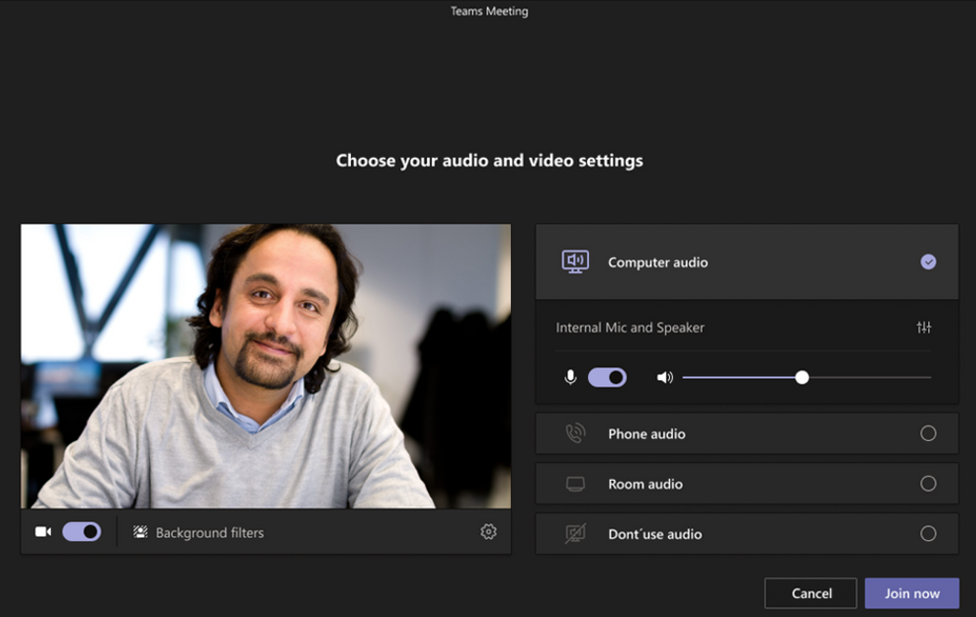 Teams Meeting
Choose your audio and video settings
Computer audio
Internal Mic and Speaker
Phone audio
Room audio
Dont´use audio
Background filters
Cancel
Join now